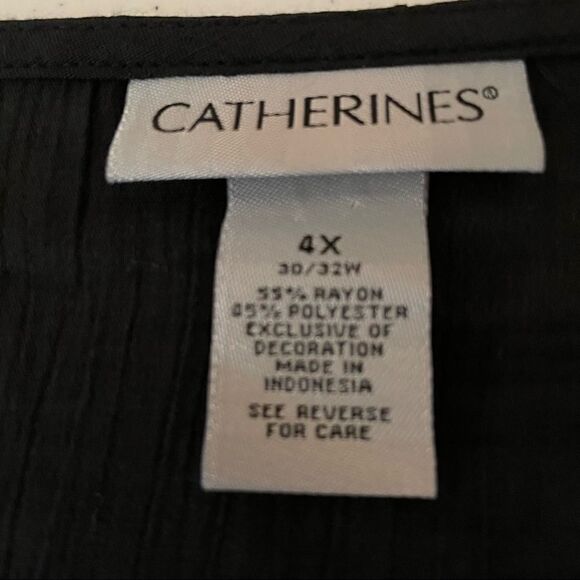 CATHERINES®
4X
30/32W
55% RAYON
45% POLYESTER
EXCLUSIVE OF
DECORATION
MADE IN
INDONESIA
SEE REVERSE
FOR CARE